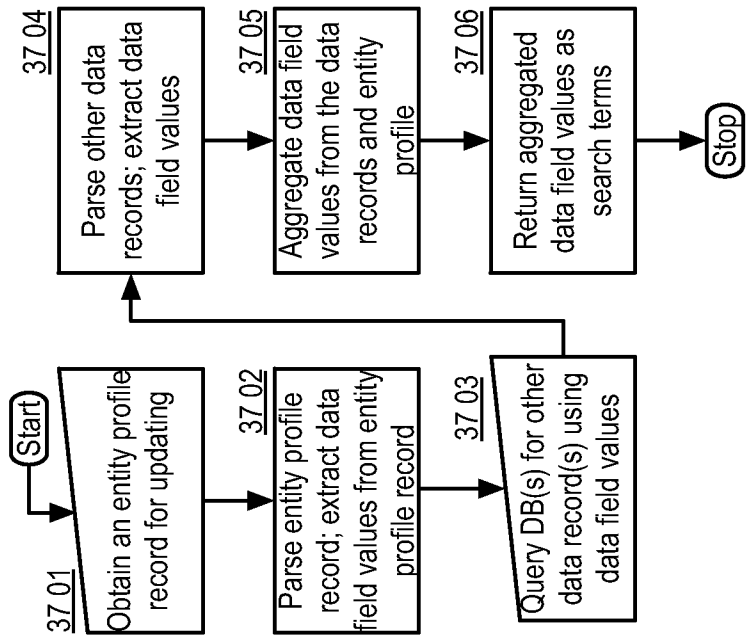 Start
37 01
Obtain an entity profile
record for updating
37 02
Parse entity profile
record; extract data
field values from entity
profile record
37 03
Query DB(s) for other
data record(s) using
data field values
37 04
Parse other data
records; extract data
field values
37 05
Aggregate data field
values from the data
records and entity
profile
37 06
Return aggregated
data field values as
search terms
Stop